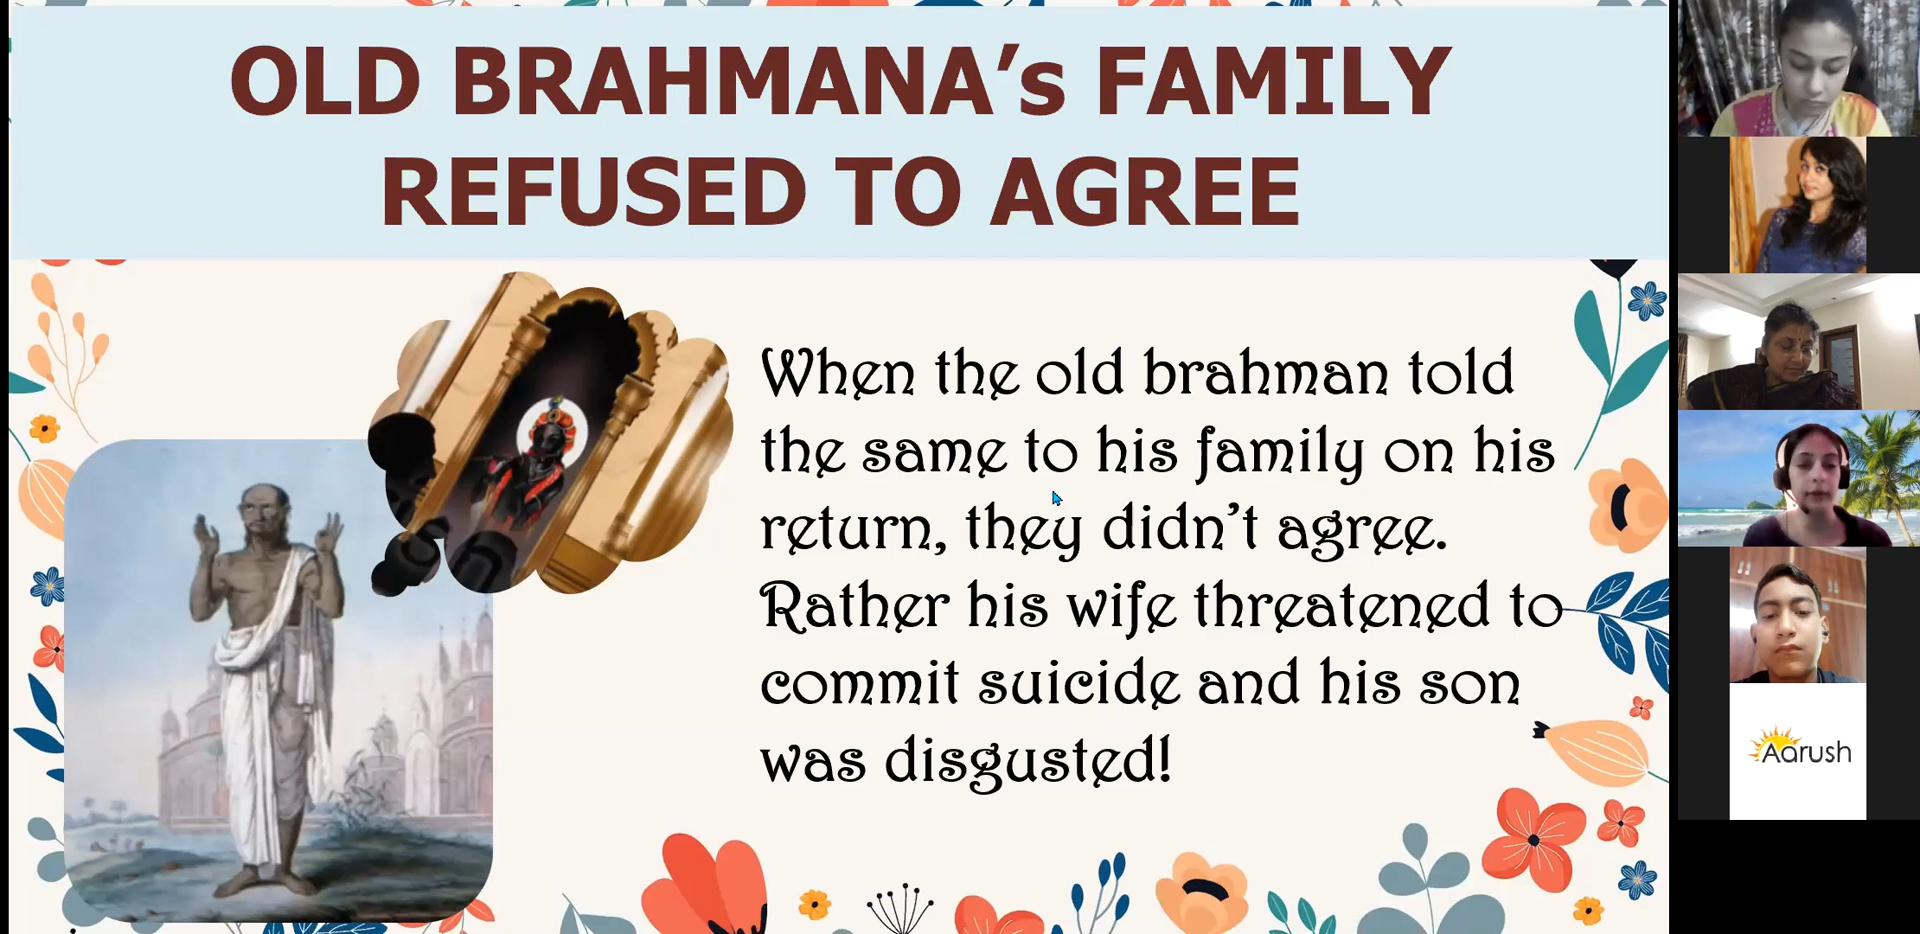 OLD BRAHMANA’s FAMILY
REFUSED TO AGREE
When the old brahman told
the same to his family on his
return, they didn’t agree.
Rather his wife threatened to
commit suicide and his son
was disgusted!
Aarush